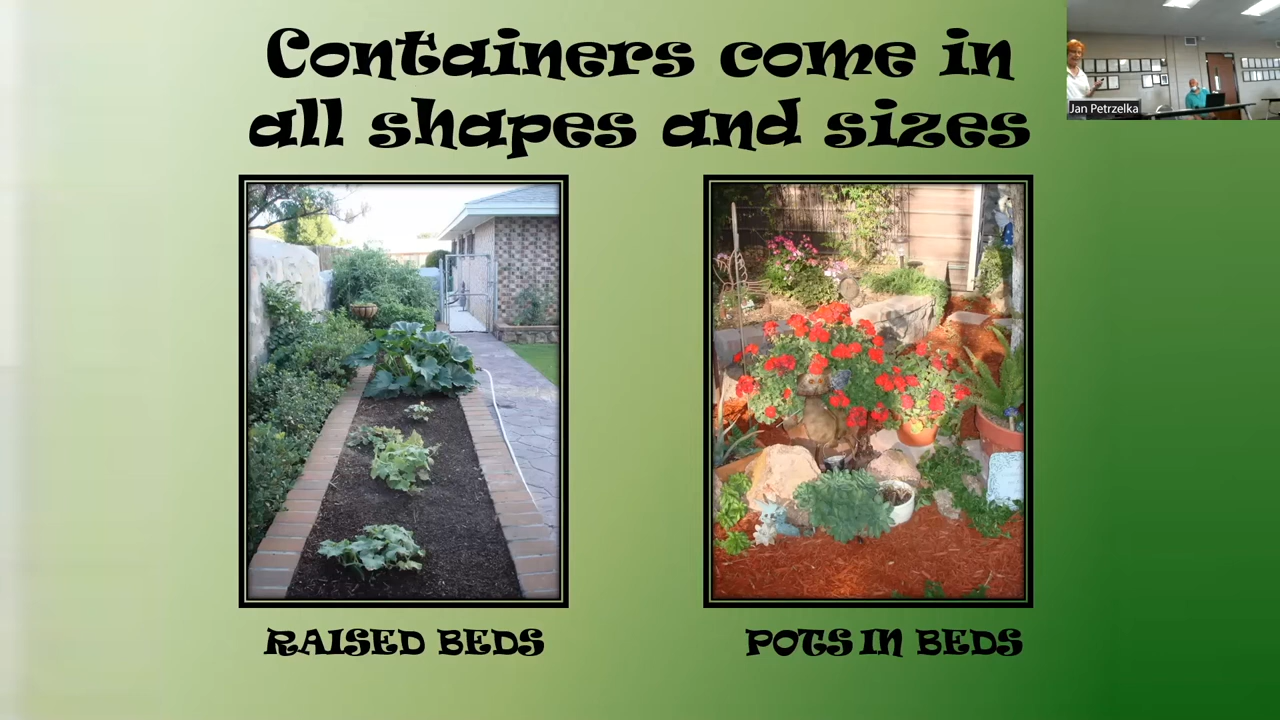 Containers come in
all shapes and sizes
Jan Petrzelka
RAISED BEDS
POTS IN BEDS